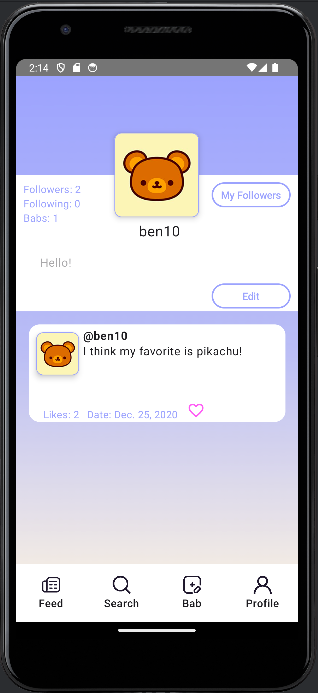 2:14
Followers: 2
Following: 0
Babs: 1
My Followers
ben10
Hello!
Edit
@ben10
I think my favorite is pikachu!
Likes: 2 Date: Dec. 25, 2020
Feed Search Bab Profile